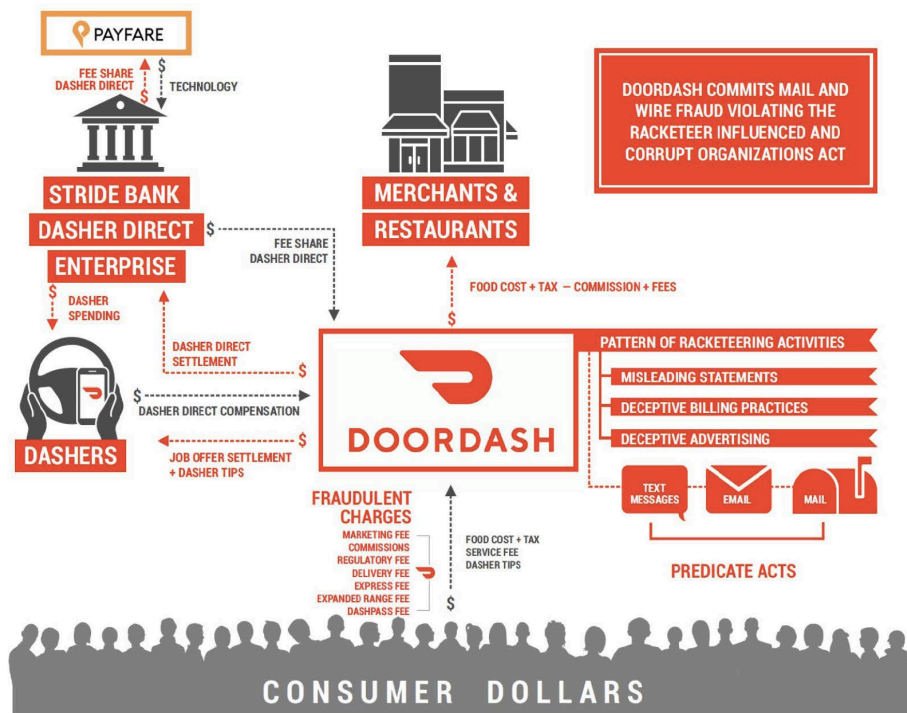 PAYFARE
FEE SHARE
DASHER DIRECT
$
$
TECHNOLOGY
DOORDASH COMMITS MAIL AND
WIRE FRAUD VIOLATING THE
RACKETEER INFLUENCED AND
CORRUPT ORGANIZATIONS ACT
STRIDE BANK
DASHER DIRECT
ENTERPRISE
$
FEE SHARE
DASHER DIRECT
MERCHANTS &
RESTAURANTS
$
DASHER
SPENDING
FOOD COST + TAX – COMMISSION + FEES
$
DASHER DIRECT
SETTLEMENT
$
DASHERS
$
DASHER DIRECT COMPENSATION
$
JOB OFFER SETTLEMENT
+ DASHER TIPS
DOORDASH
PATTERN OF RACKETEERING ACTIVITIES
MISLEADING STATEMENTS
DECEPTIVE BILLING PRACTICES
DECEPTIVE ADVERTISING
TEXT
MESSAGES
EMAIL
MAIL
PREDICATE ACTS
FRAUDULENT
CHARGES
MARKETING FEE
COMMISSIONS
REGULATORY FEE
DELIVERY FEE
EXPRESS FEE
EXPANDED RANGE FEE
DASHPASS FEE
FOOD COST + TAX
SERVICE FEE
DASHER TIPS
$
CONSUMER DOLLARS